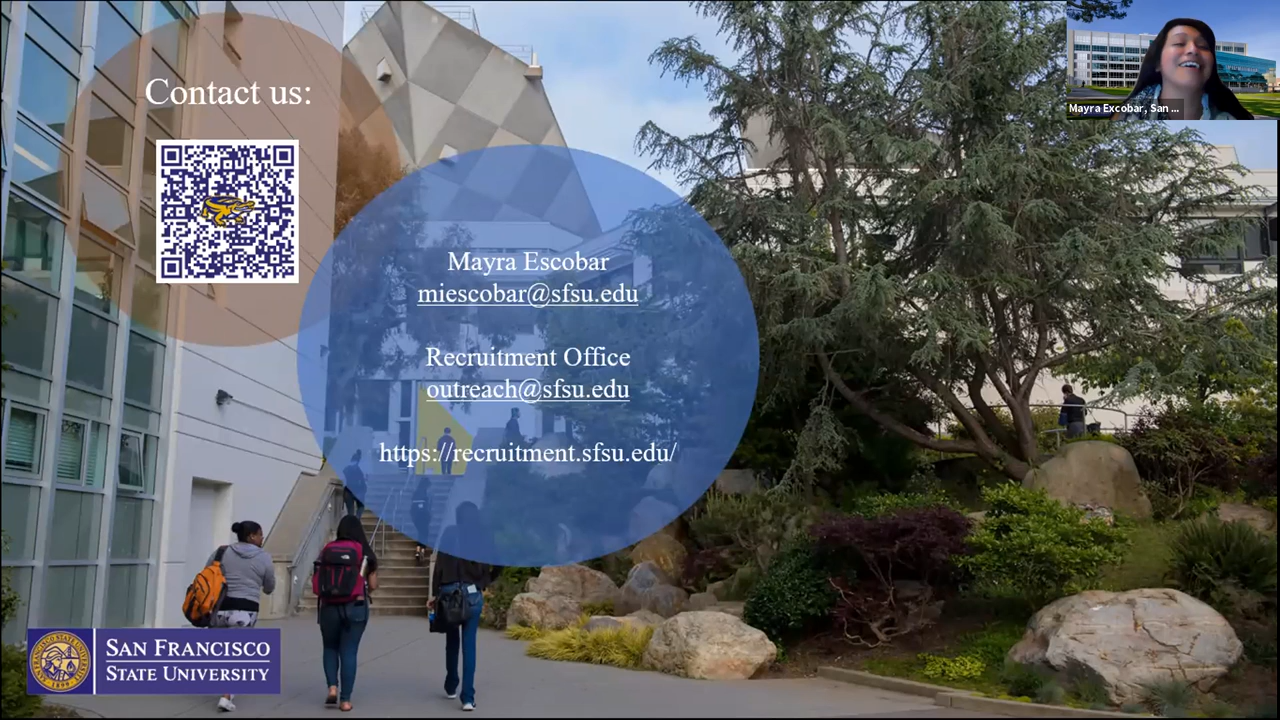 Contact us:
Mayra Escobar
miescobar@sfsu.edu
Recruitment Office
outreach@sfsu.edu
https://recruitment.sfsu.edu/
Mayra Excobar, San ...
SAN FRANCISCO
STATE UNIVERSITY